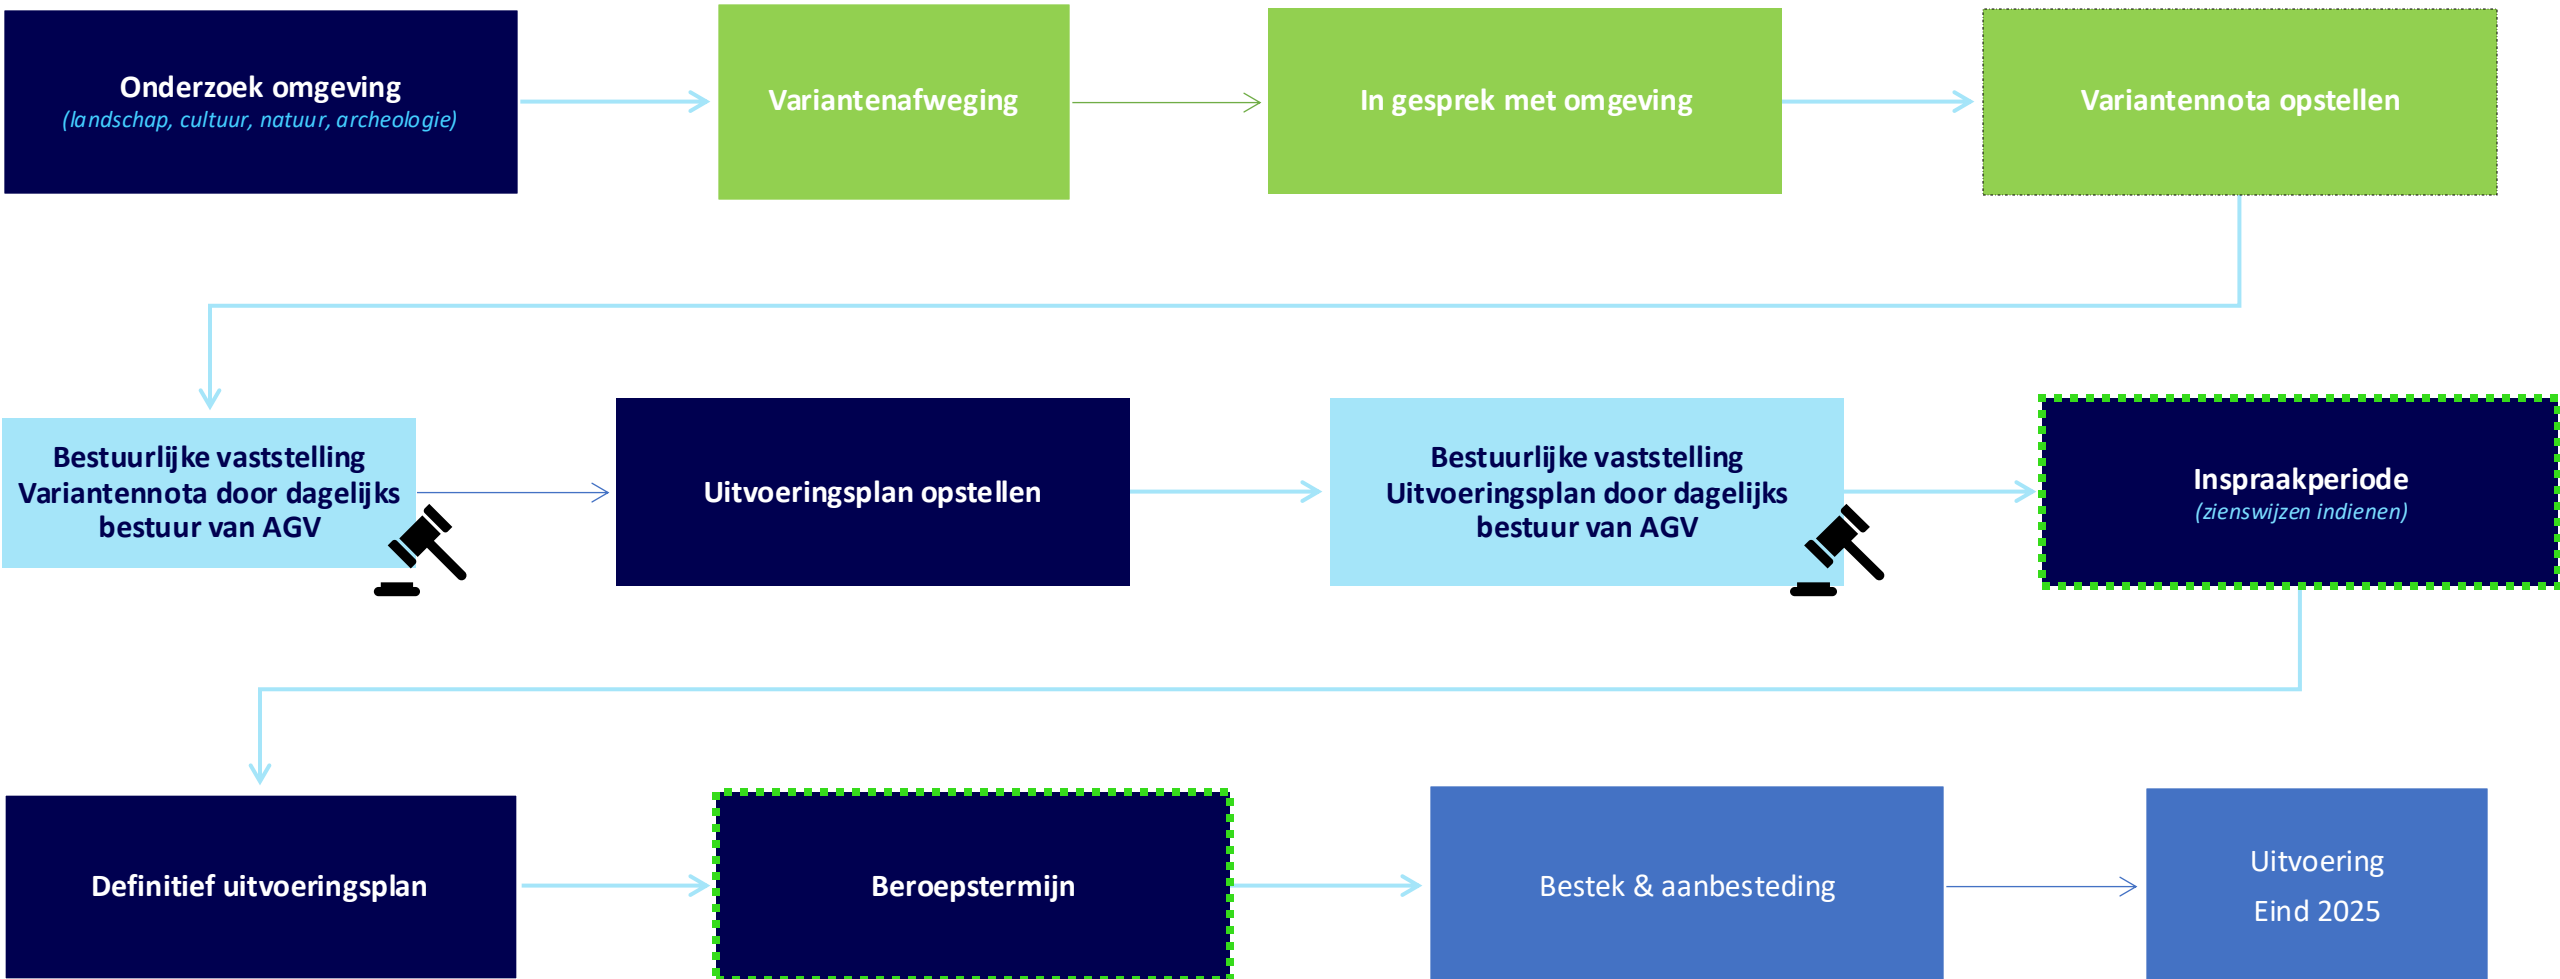 Onderzoek omgeving
(landschap, cultuur, natuur, archeologie)
Variantenafweging
In gesprek met omgeving
Variantennota opstellen
Bestuurlijke vaststelling
Variantennota door dagelijks
bestuur van AGV
Uitvoeringsplan opstellen
Bestuurlijke vaststelling
Uitvoeringsplan door dagelijks
bestuur van AGV
Inspraakperiode
(zienswijzen indienen)
Definitief uitvoeringsplan
Beroepstermijn
Bestek & aanbesteding
Uitvoering
Eind 2025